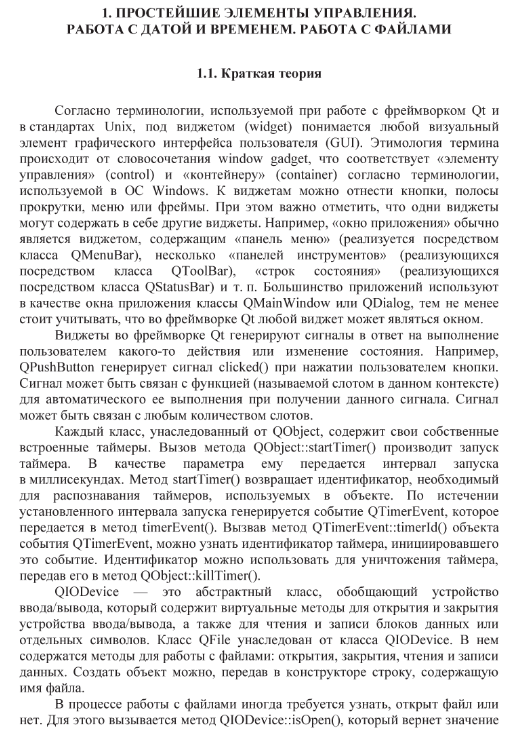 1. ПРОСТЕЙШИЕ ЭЛЕМЕНТЫ УПРАВЛЕНИЯ.
РАБОТА С ДАТОЙ И ВРЕМЕНЕМ. РАБОТА С ФАЙЛАМИ
1.1. Краткая теория
Согласно терминологии, используемой при работе с фреймворком Qt и
в стандартах Unix, под виджетом (widget) понимается любой визуальный
элемент графического интерфейса пользователя (GUI). Этимология термина
происходит от словосочетания window gadget, что соответствует «элементу
управления» (control) и «контейнеру» (container) согласно терминологии,
используемой в ОС Windows. К виджетам можно отнести кнопки, полосы
прокрутки, меню или фреймы. При этом важно отметить, что одни виджеты
могут содержать в себе другие виджеты. Например, «окно приложения» обычно
является виджетом, содержащим «панель меню» (реализуется посредством
класса QMenuBar), несколько «панелей инструментов» (реализующихся
посредством класса QToolBar), «строк состояния» (реализующихся
посредством класса QStatusBar) и т. п. Большинство приложений используют
в качестве окна приложения классы QMainWindow или QDialog, тем не менее
стоит учитывать, что во фреймворке Qt любой виджет может являться окном.
Виджеты во фреймворке Qt генерируют сигналы в ответ на выполнение
пользователем какого-то действия или изменение состояния. Например,
QPushButton генерирует сигнал clicked() при нажатии пользователем кнопки.
Сигнал может быть связан с функцией (называемой слотом в данном контексте)
для автоматического ее выполнения при получении данного сигнала. Сигнал
может быть связан с любым количеством слотов.
Каждый класс, унаследованный от QObject, содержит свои собственные
встроенные таймеры. Вызов метода QObject::startTimer() производит запуск
таймера. В качестве параметра ему передается интервал запуска
в миллисекундах. Метод startTimer() возвращает идентификатор, необходимый
для распознавания таймеров, используемых в объекте. По истечении
установленного интервала запуска генерируется событие QTimerEvent, которое
передается в метод timerEvent(). Вызвав метод QTimerEvent::timerId() объекта
события QTimerEvent, можно узнать идентификатор таймера, инициировавшего
это событие. Идентификатор можно использовать для уничтожения таймера,
передав его в метод QObject::killTimer().
QIODevice — это абстрактный класс, обобщающий устройство
ввода/вывода, который содержит виртуальные методы для открытия и закрытия
устройства ввода/вывода, а также для чтения и записи блоков данных или
отдельных символов. Класс QFile унаследован от класса QIODevice. В нем
содержатся методы для работы с файлами: открытия, закрытия, чтения и записи
данных. Создать объект можно, передав в конструкторе строку, содержащую
имя файла.
В процессе работы с файлами иногда требуется узнать, открыт файл или
нет. Для этого вызывается метод QIODevice::isOpen(), который вернет значение